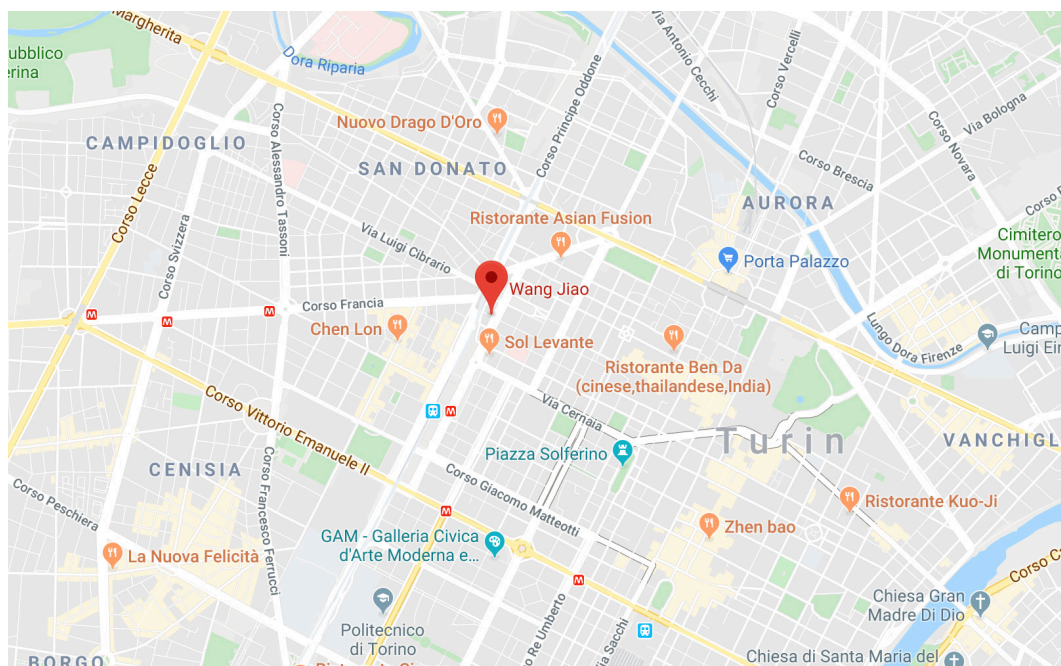 Margherita
ubblico
erina
Dora Riparia
Via Antonio Cecchi
Corso Vercelli
Corso Principe Oddone
Nuovo Drago D'Oro
Via Bologna
Corso Novara
CAMPIDOGLIO
Corso Alessandro Tassoni
SAN DONATO
Corso Brescia
Corso Lecce
AURORA
Corso Svizzera
Via Luigi Cibrario
Ristorante Asian Fusion
Cimitero
Monumenta
di Torino
Porta Palazzo
Wang Jiao
Corso Francia
M
M
M
Chen Lon
Sol Levante
Lungo Dora Firenze
Camp
Luigi Ein
Ristorante Ben Da
(cinese,thailandese,India)
Corso Vittorio Emanuele II
Via Cernaia
M
Turin
VANCHIGL
Piazza Solferino
CENISIA
Corso Francesco Ferrucci
Corso Giacomo Matteotti
Corso Peschiera
Ristorante Kuo-Ji
M
Zhen bao
GAM - Galleria Civica
d'Arte Moderna e...
La Nuova Felicità
M
Corso Ca
Chiesa Gran
Madre Di Dio
Re Umberto
Sacchi
Politecnico
di Torino
Chiesa di Santa Maria del
BORGO